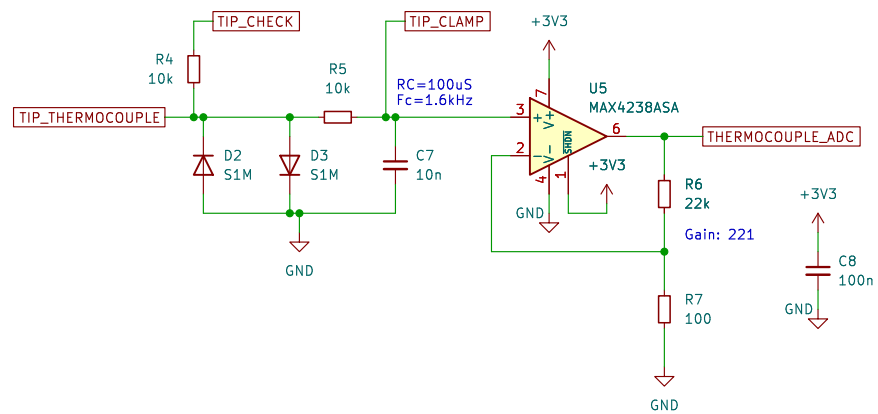 TIP_CHECK
TIP_CLAMP
+3V3
R4
10k
R5
10k
RC=100uS
Fc=1.6kHz
U5
MAX4238ASA
TIP_THERMOCOUPLE
3
+
7
V+
6
THERMOCOUPLE_ADC
2
-
V-
SHDN
4
1
+3V3
D2
S1M
D3
S1M
C7
10n
GND
R6
22k
+3V3
Gain: 221
GND
C8
100n
GND
R7
100
GND